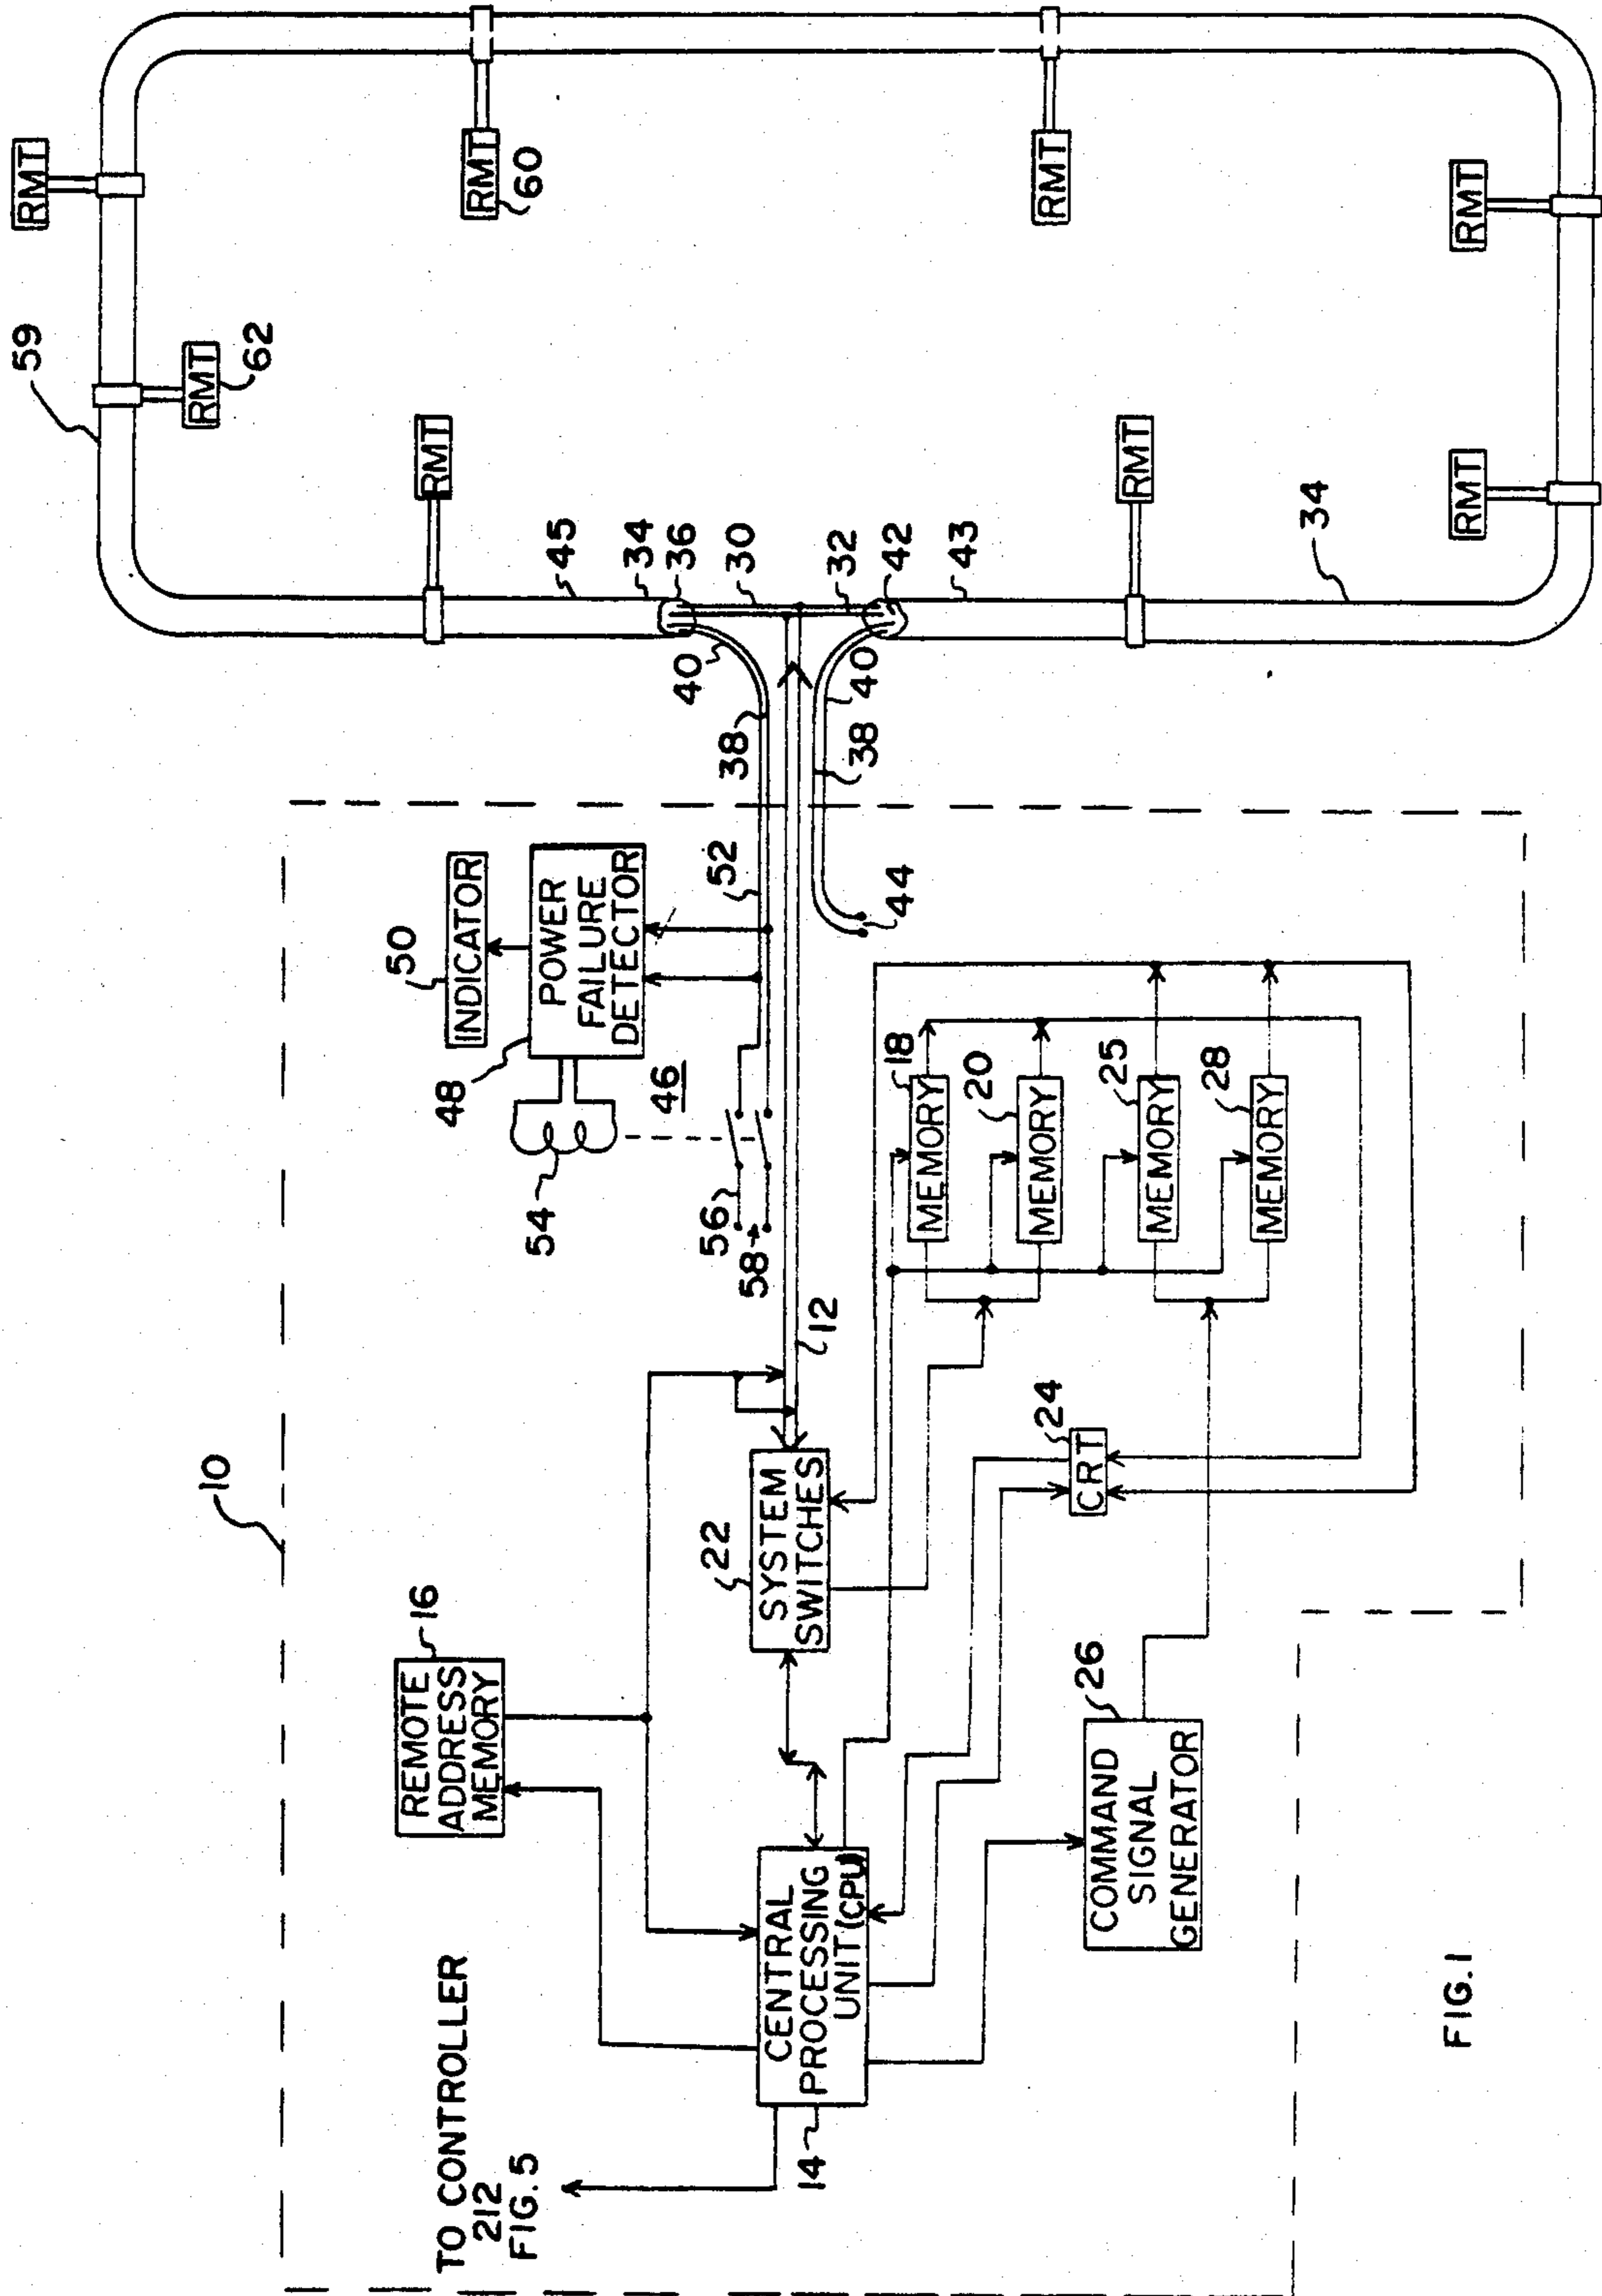 10
TO CONTROLLER
212
FIG. 5
REMOTE
ADDRESS
MEMORY
16
CENTRAL
PROCESSING
UNIT (CPU)
14
SYSTEM
SWITCHES
22
12
COMMAND
SIGNAL
GENERATOR
26
CRT
24
MEMORY
18
MEMORY
20
MEMORY
25
MEMORY
28
INDICATOR
50
POWER
FAILURE
DETECTOR
48
46
54
56
58
52
44
38
40
38
40
45
34
36
30
32
42
43
34
59
RMT
RMT
62
RMT
RMT
60
RMT
RMT
RMT
RMT
RMT
FIG. 1